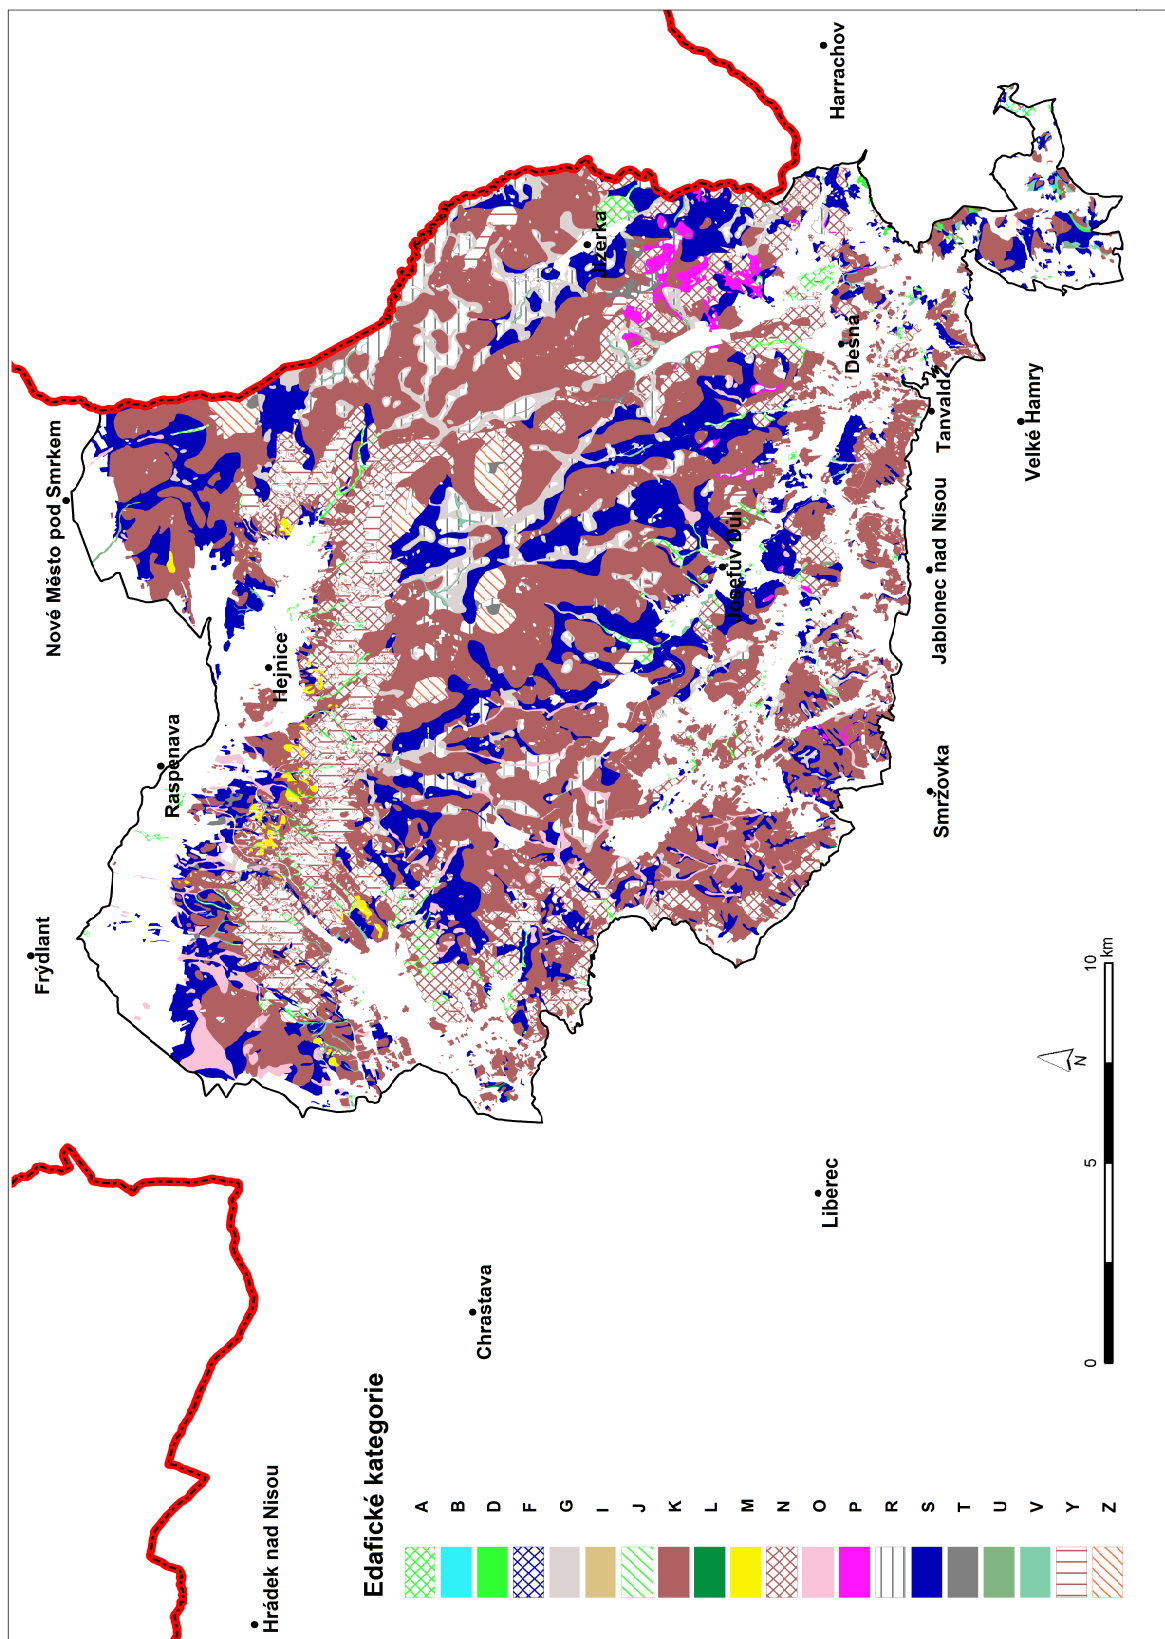 Hrádek nad Nisou
Chrastava
Liberec
Frýdlant
Raspenava
Hejnice
Nové Město pod Smrkem
Smržovka
Jablonec nad Nisou
Josefův Důl
Tanvald
Velké Hamry
Desná
Jizerka
Harrachov
Edafické kategorie
A
B
D
F
G
I
J
K
L
M
N
O
P
R
S
T
U
V
Y
Z
N
0 5 10
km